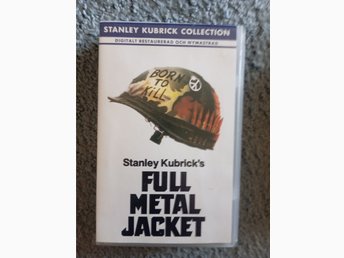 STANLEY KUBRICK COLLECTION
DIGITALT RESTAURERAD OCH NYMASTRAD
BORN
TO
KILL
Stanley Kubrick's
FULL
METAL
JACKET